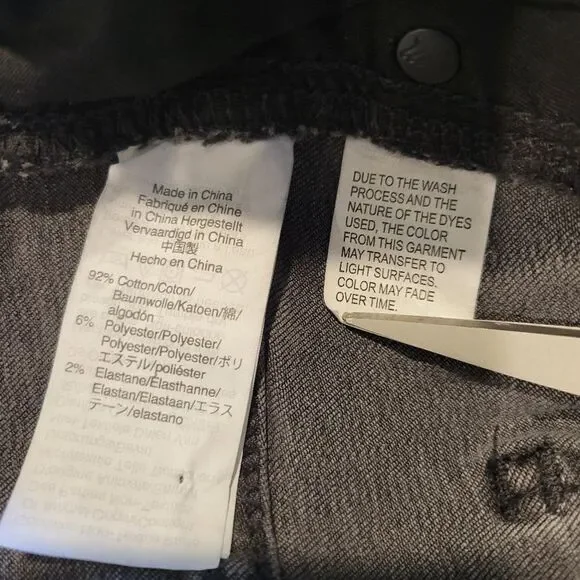 Made in China
Fabriqué en Chine
in China Hergestellt
Vervaardigd in China
中国製
Hecho en China
92% Cotton/Coton/
Baumwolle/Katoen/綿/
algodón
6% Polyester/Polyester/
Polyester/Polyester/ポリ
エステル/poliéster
2% Elastane/Élasthanne/
Elastan/Elastaan/エラス
テーン/elastano
DUE TO THE WASH
PROCESS AND THE
NATURE OF THE DYES
USED, THE COLOR
FROM THIS GARMENT
MAY TRANSFER TO
LIGHT SURFACES.
COLOR MAY FADE
OVER TIME.